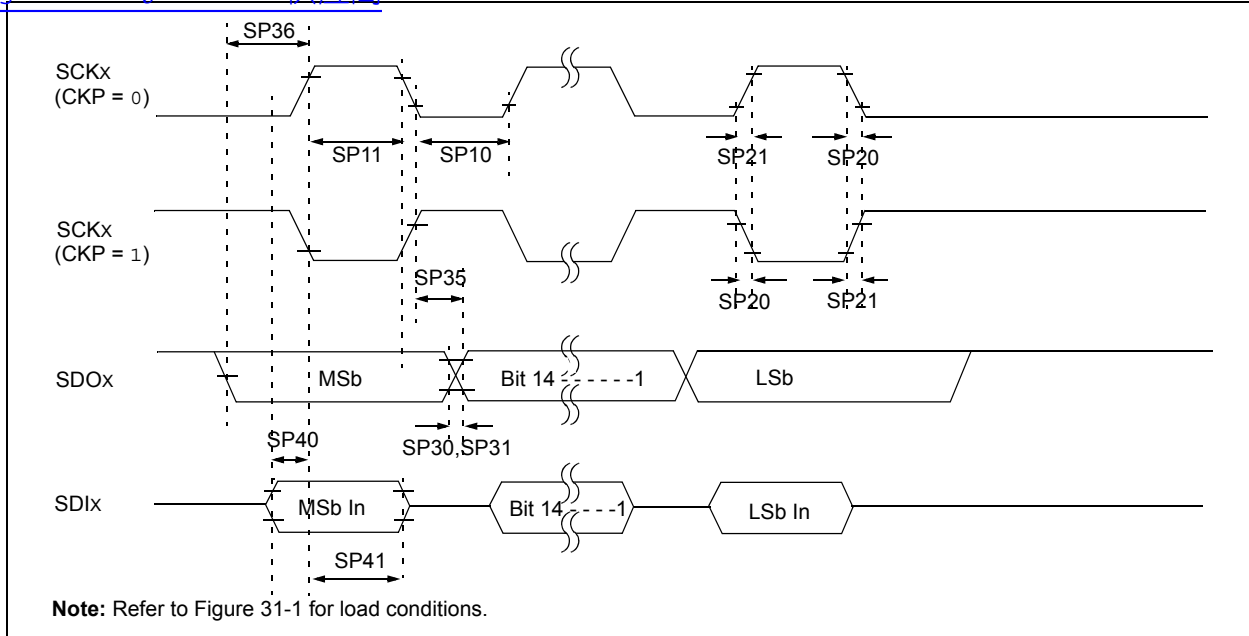 SP36
SCKx
(CKP = 0)
SP11
SP10
SP21
SP20
SCKx
(CKP = 1)
SP35
SP20
SP21
SDOx
MSb
Bit 14 - - - - - -1
LSb
SP40
SP30,SP31
SDIx
MSb In
Bit 14 - - - -1
LSb In
SP41
Note: Refer to Figure 31-1 for load conditions.